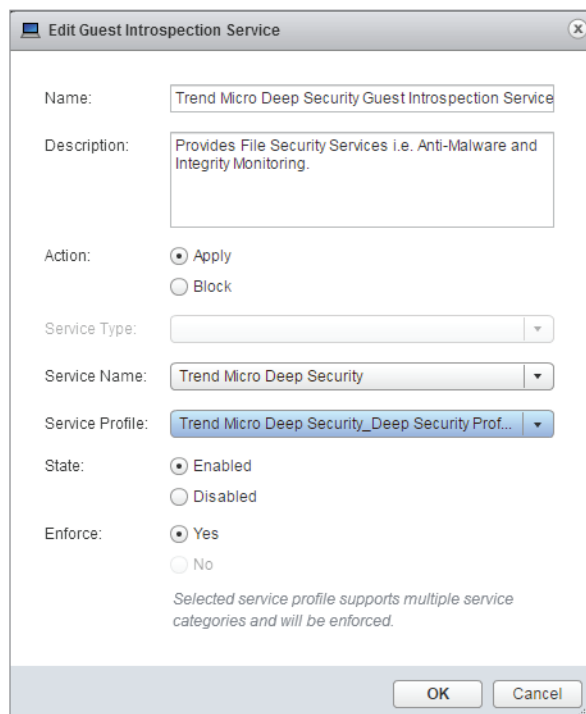 Edit Guest Introspection Service
Name: Trend Micro Deep Security Guest Introspection Service
Description: Provides File Security Services i.e. Anti-Malware and
Integrity Monitoring.
Action: Apply
Block
Service Type:
Service Name: Trend Micro Deep Security
Service Profile: Trend Micro Deep Security_Deep Security Prof...
State: Enabled
Disabled
Enforce: Yes
No
Selected service profile supports multiple service
categories and will be enforced.
OK Cancel